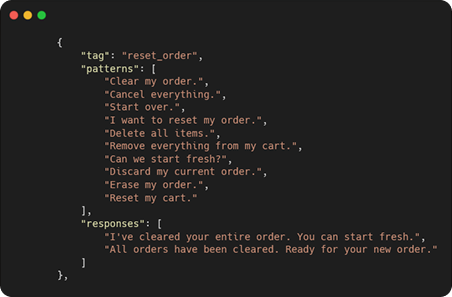 {
"tag": "reset_order",
"patterns": [
"Clear my order.",
"Cancel everything.",
"Start over.",
"I want to reset my order.",
"Delete all items.",
"Remove everything from my cart.",
"Can we start fresh?",
"Discard my current order.",
"Erase my order.",
"Reset my cart."
],
"responses": [
"I've cleared your entire order. You can start fresh.",
"All orders have been cleared. Ready for your new order."
]
},